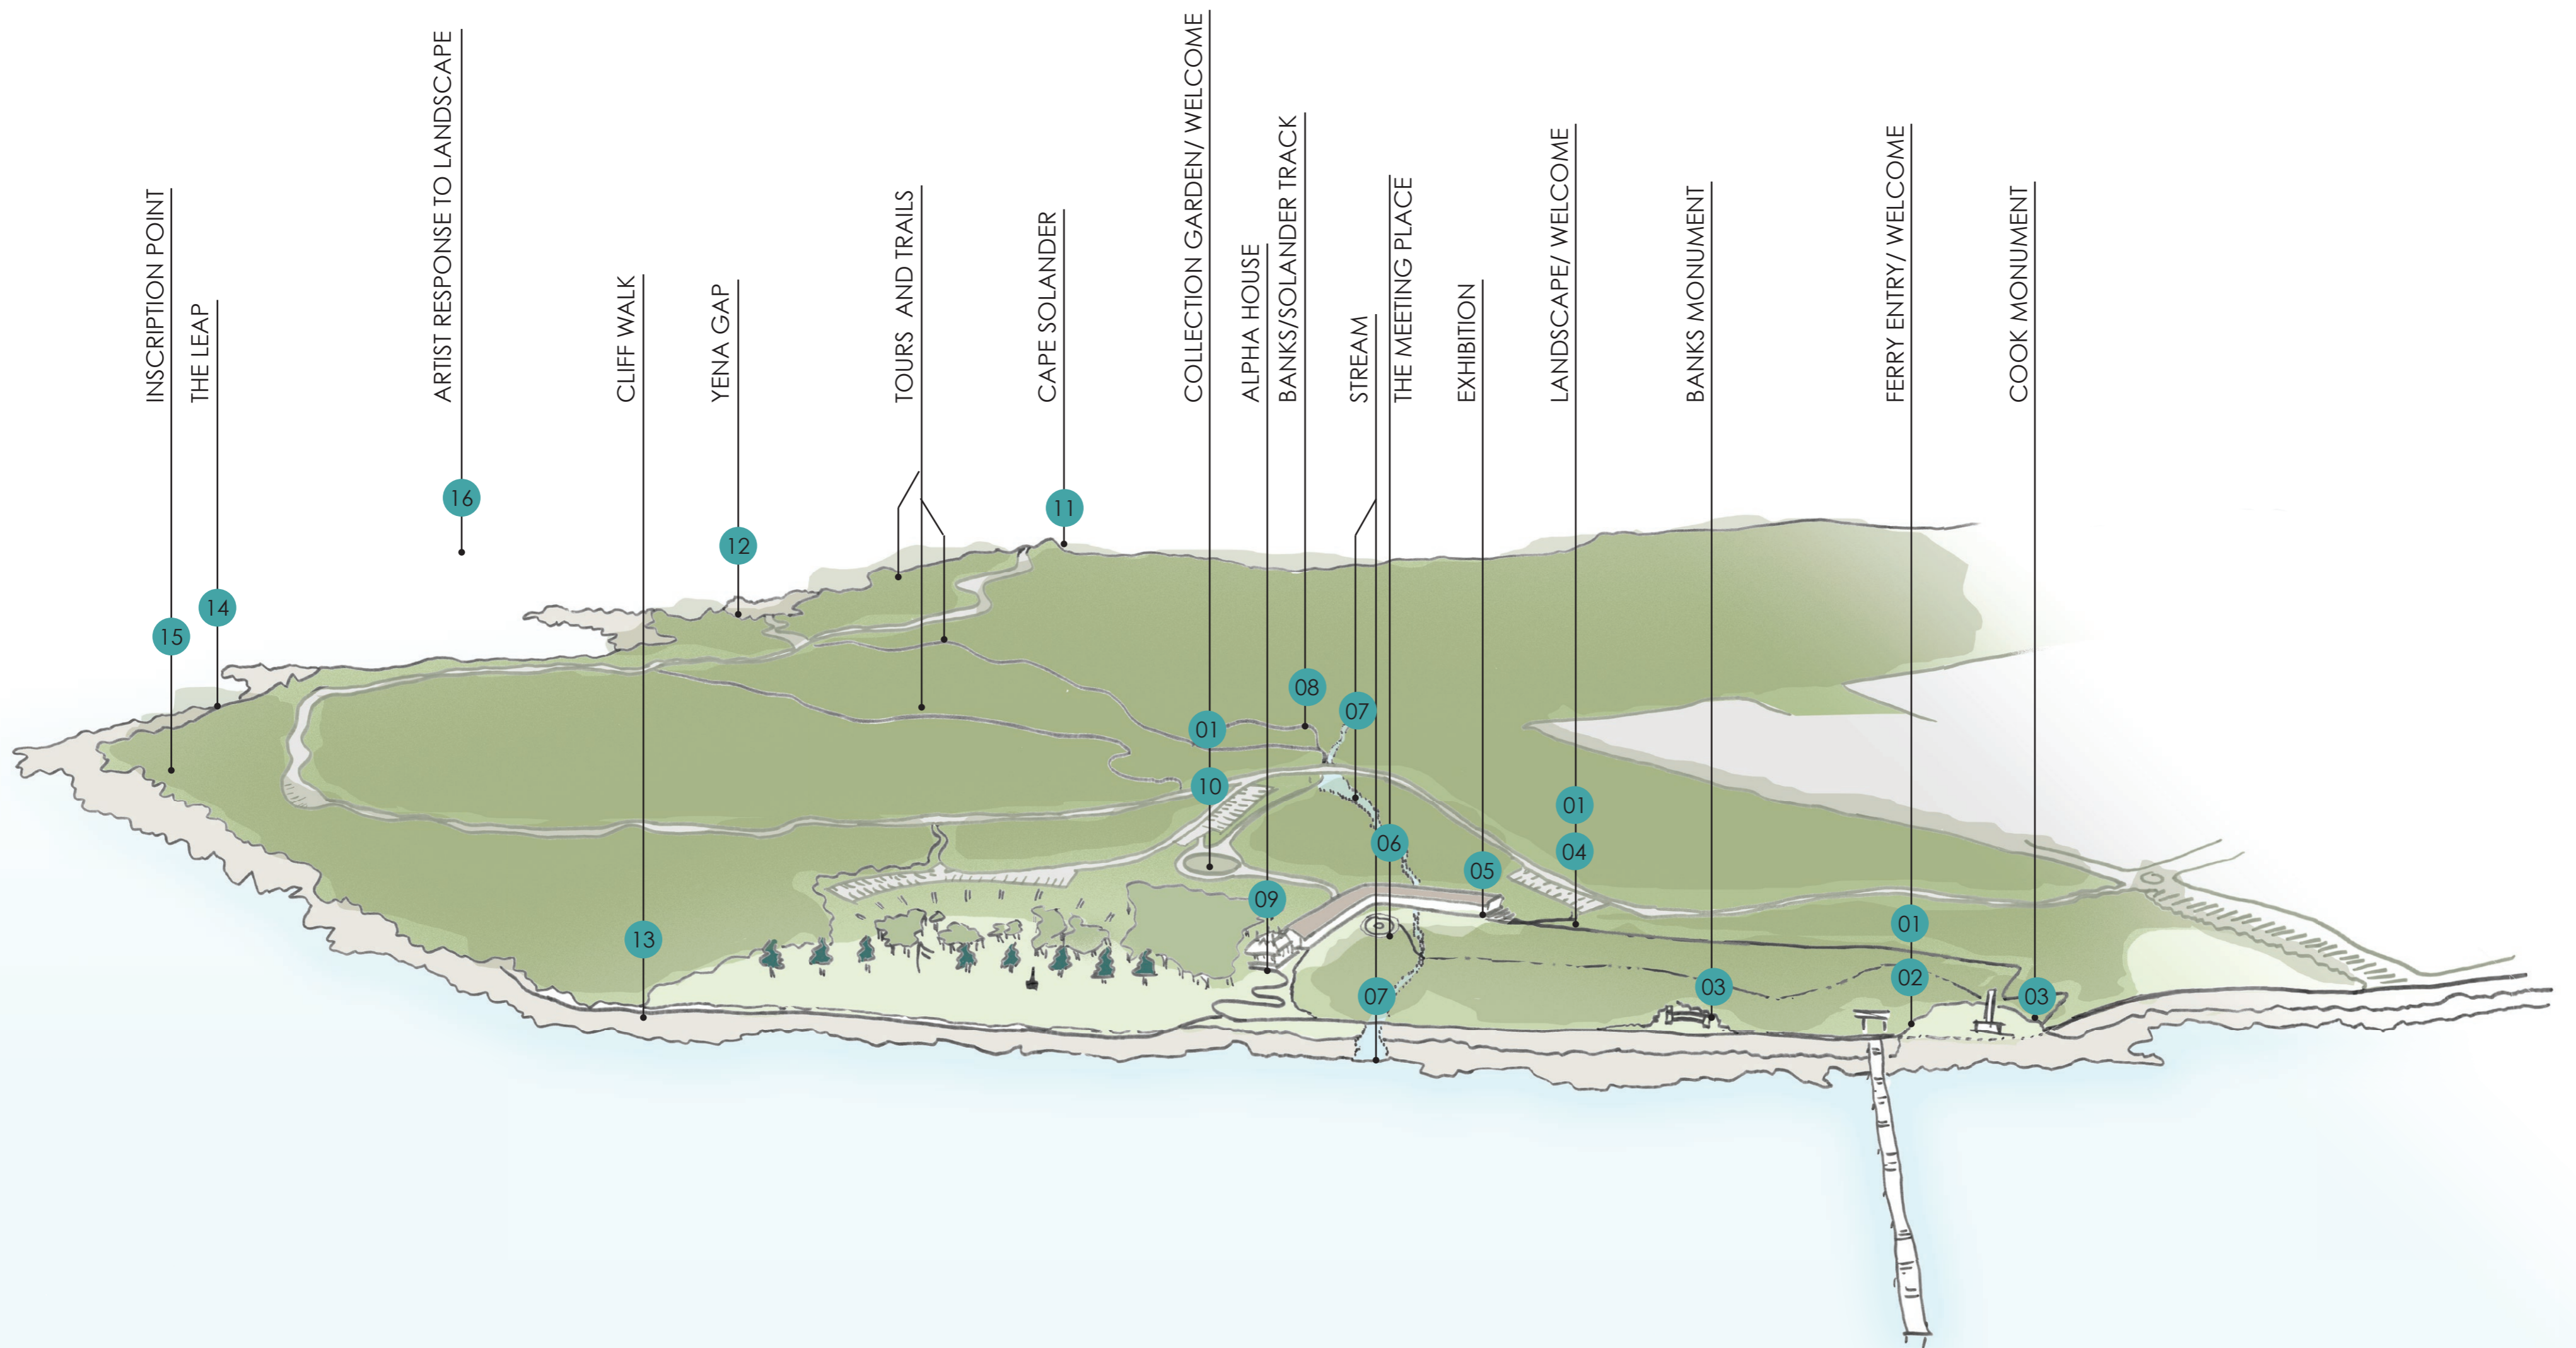 INSCRIPTION POINT
THE LEAP
ARTIST RESPONSE TO LANDSCAPE
CLIFF WALK
YENA GAP
TOURS AND TRAILS
CAPE SOLANDER
COLLECTION GARDEN/ WELCOME
ALPHA HOUSE
BANKS/SOLANDER TRACK
STREAM
THE MEETING PLACE
EXHIBITION
LANDSCAPE/ WELCOME
BANKS MONUMENT
FERRY ENTRY/ WELCOME
COOK MONUMENT
16
11
12
14
15
08
07
01
10
01
06
04
05
09
01
13
02
03
07
03